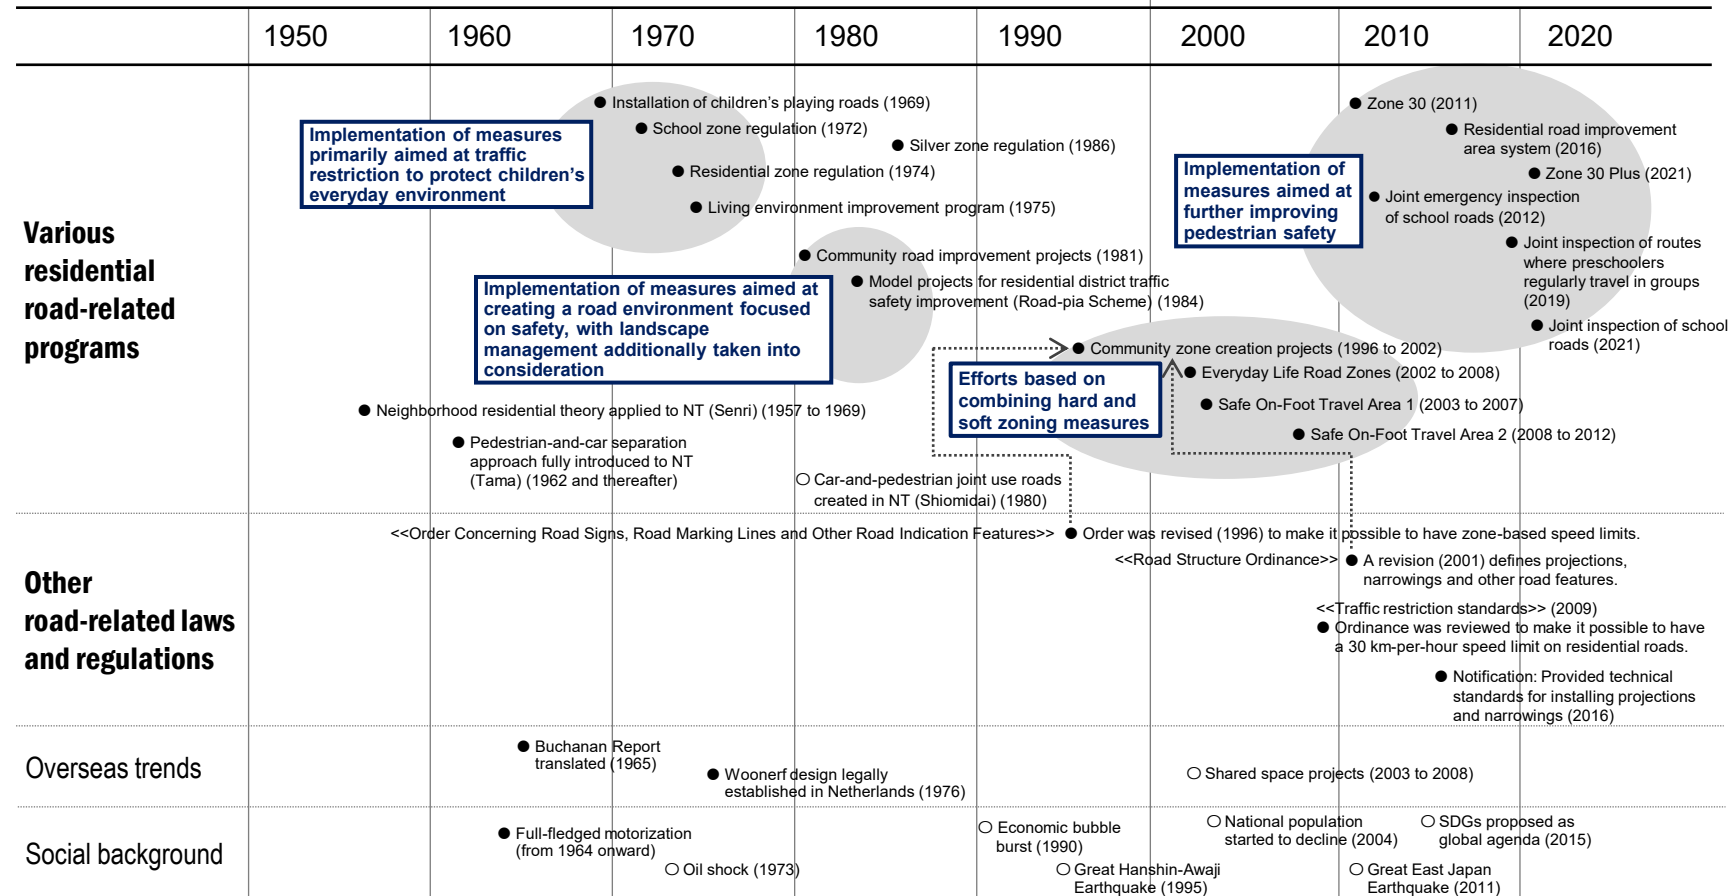 1950 1960 1970 1980 1990 2000 2010 2020
Various
residential
road-related
programs
Implementation of measures
primarily aimed at traffic
restriction to protect children’s
everyday environment
● Installation of children’s playing roads (1969)
● School zone regulation (1972)
● Silver zone regulation (1986)
● Residential zone regulation (1974)
● Living environment improvement program (1975)
● Community road improvement projects (1981)
● Model projects for residential district traffic
safety improvement (Road-pia Scheme) (1984)
Implementation of measures aimed at
creating a road environment focused
on safety, with landscape
management additionally taken into
consideration
Implementation of
measures aimed at
further improving
pedestrian safety
● Zone 30 (2011)
● Residential road improvement
area system (2016)
● Zone 30 Plus (2021)
● Joint emergency inspection
of school roads (2012)
● Joint inspection of routes
where preschoolers
regularly travel in groups
(2019)
● Joint inspection of school
roads (2021)
● Community zone creation projects (1996 to 2002)
Efforts based on
combining hard and
soft zoning measures
● Everyday Life Road Zones (2002 to 2008)
● Safe On-Foot Travel Area 1 (2003 to 2007)
● Safe On-Foot Travel Area 2 (2008 to 2012)
● Neighborhood residential theory applied to NT (Senri) (1957 to 1969)
● Pedestrian-and-car separation
approach fully introduced to NT
(Tama) (1962 and thereafter)
○ Car-and-pedestrian joint use roads
created in NT (Shiomidai) (1980)
Other
road-related laws
and regulations
<<Order Concerning Road Signs, Road Marking Lines and Other Road Indication Features>> ● Order was revised (1996) to make it possible to have zone-based speed limits.
<<Road Structure Ordinance>> ● A revision (2001) defines projections,
narrowings and other road features.
<<Traffic restriction standards>> (2009)
● Ordinance was reviewed to make it possible to have
a 30 km-per-hour speed limit on residential roads.
● Notification: Provided technical
standards for installing projections
and narrowings (2016)
Overseas trends
● Buchanan Report
translated (1965)
● Woonerf design legally
established in Netherlands (1976)
○ Shared space projects (2003 to 2008)
Social background
● Full-fledged motorization
(from 1964 onward)
○ Oil shock (1973)
○ Economic bubble
burst (1990)
○ Great Hanshin-Awaji
Earthquake (1995)
○ National population
started to decline (2004)
○ SDGs proposed as
global agenda (2015)
○ Great East Japan
Earthquake (2011)